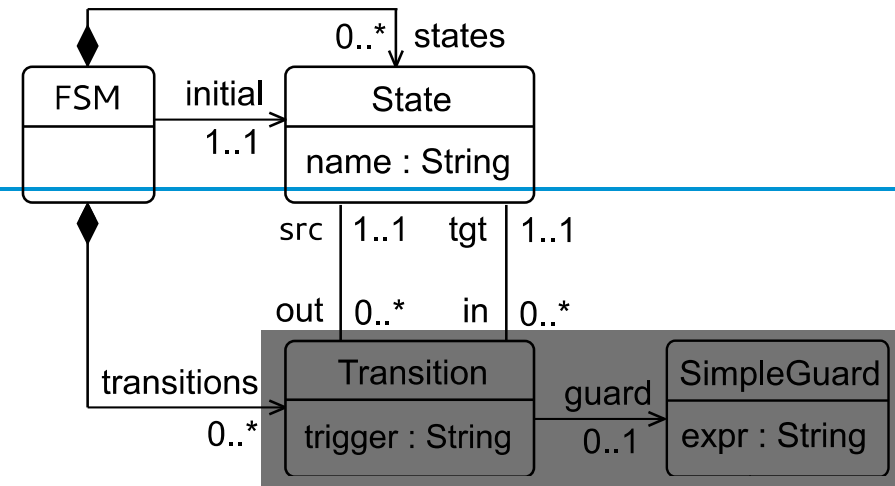 0..* states
FSM
initial
1..1
State
name : String
src 1..1 tgt 1..1
out 0..* in 0..*
transitions
0..*
Transition
trigger : String
guard
0..1
SimpleGuard
expr : String